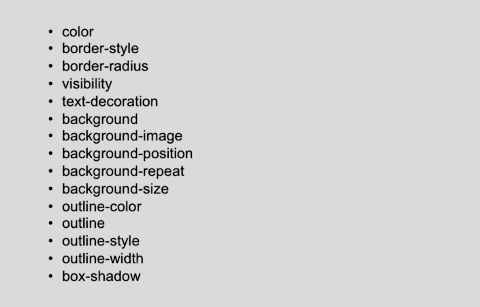 • color
• border-style
• border-radius
• visibility
• text-decoration
• background
• background-image
• background-position
• background-repeat
• background-size
• outline-color
• outline
• outline-style
• outline-width
• box-shadow